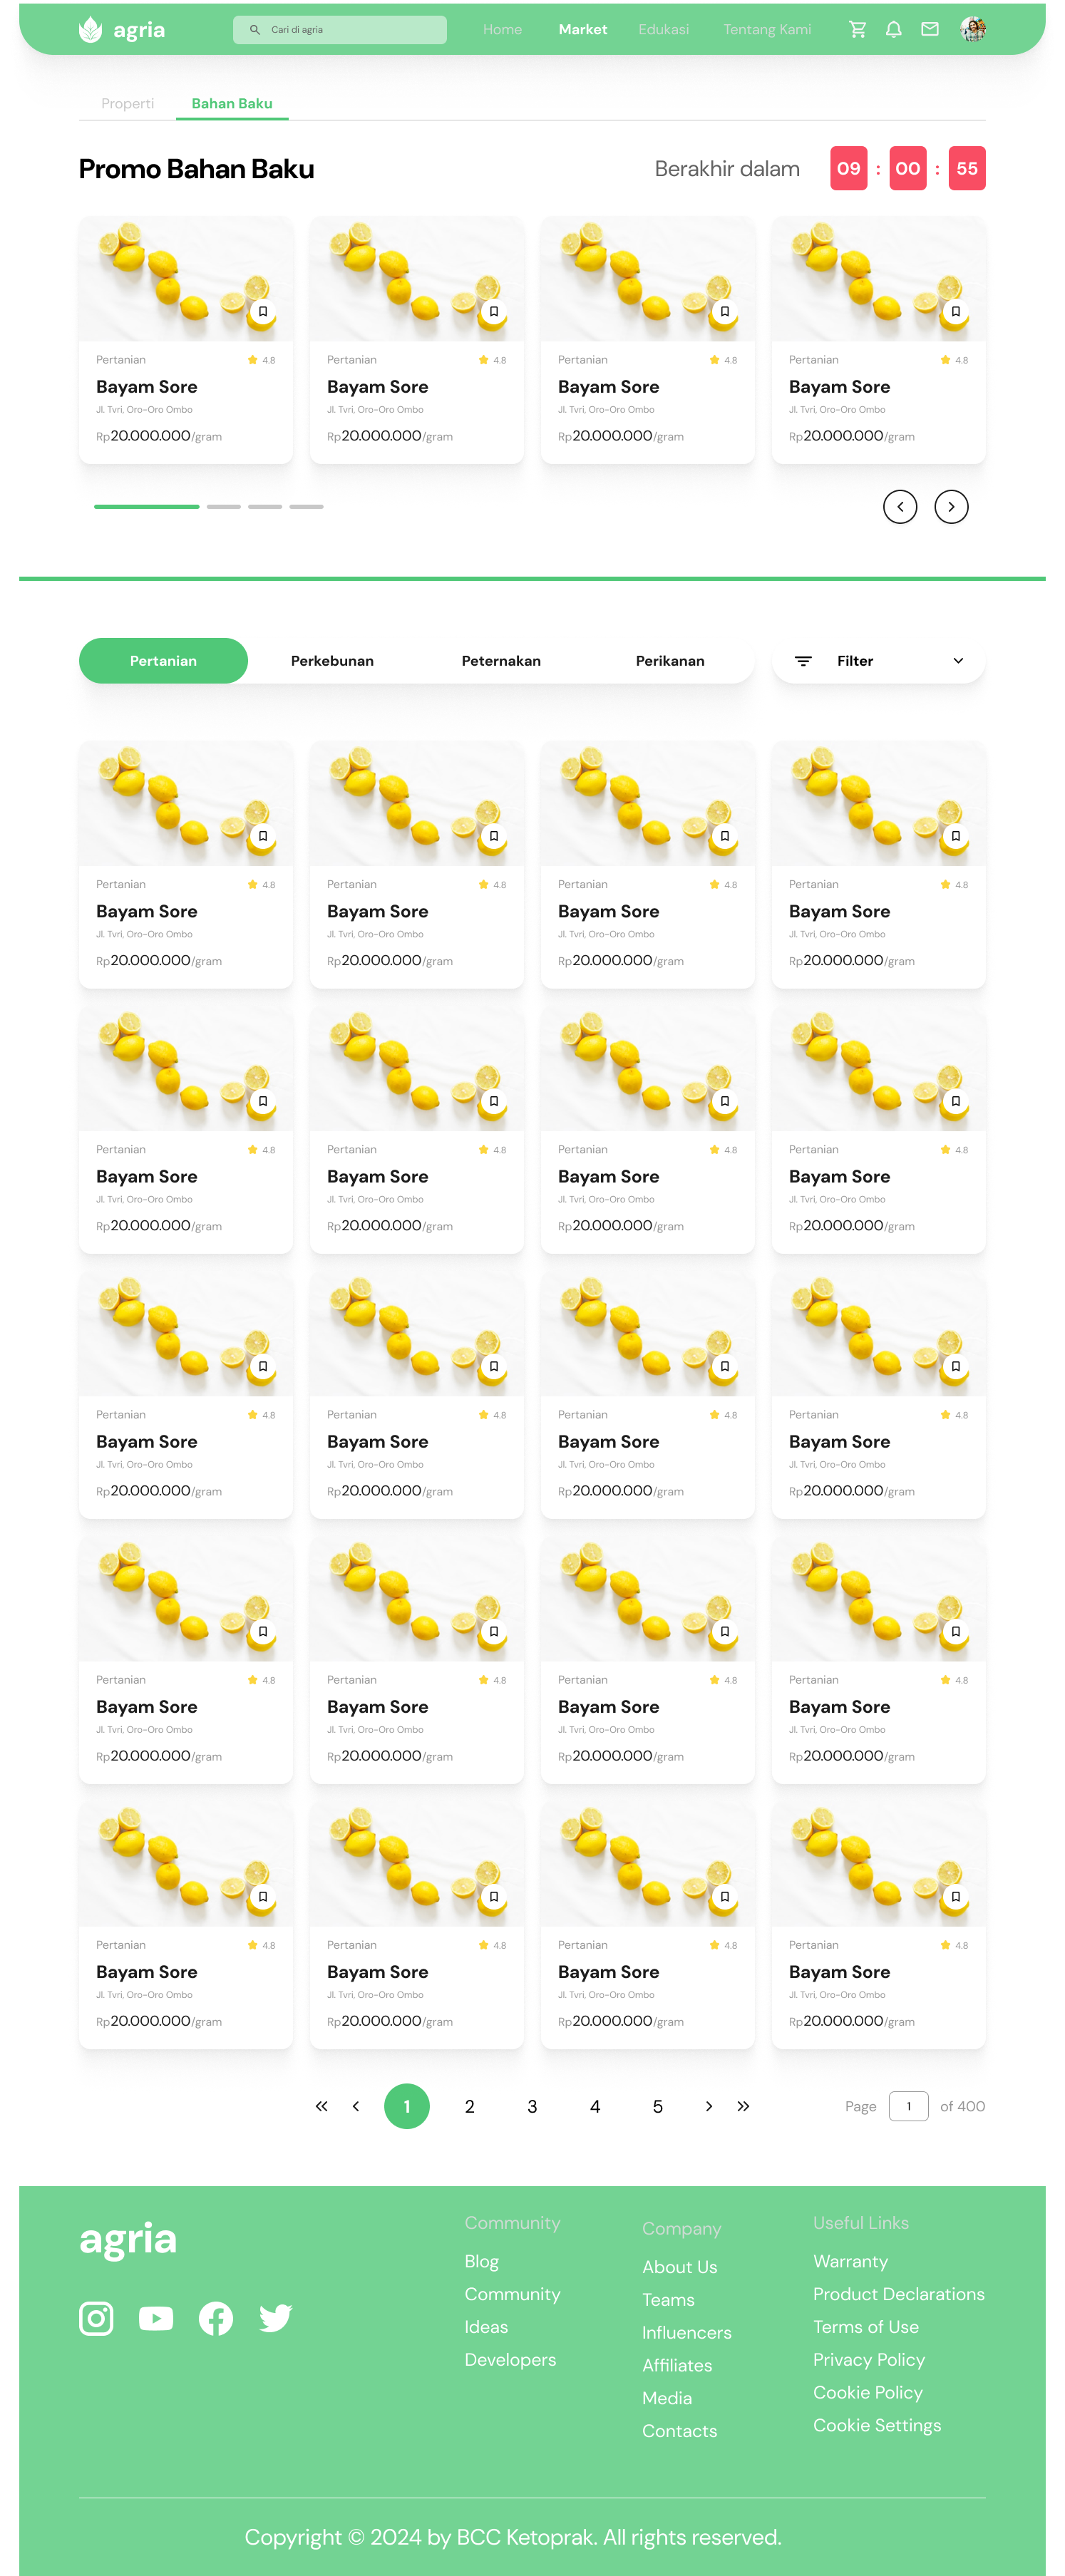 agria Cari di agria Home Market Edukasi Tentang Kami
Properti Bahan Baku
Promo Bahan Baku Berakhir dalam 09 : 00 : 55
Pertanian 4.8 Pertanian 4.8 Pertanian 4.8 Pertanian 4.8
Bayam Sore Bayam Sore Bayam Sore Bayam Sore
Jl. Tvri, Oro-Oro Ombo Jl. Tvri, Oro-Oro Ombo Jl. Tvri, Oro-Oro Ombo Jl. Tvri, Oro-Oro Ombo
Rp20.000.000/gram Rp20.000.000/gram Rp20.000.000/gram Rp20.000.000/gram
Pertanian Perkebunan Peternakan Perikanan Filter
Pertanian 4.8 Pertanian 4.8 Pertanian 4.8 Pertanian 4.8
Bayam Sore Bayam Sore Bayam Sore Bayam Sore
Jl. Tvri, Oro-Oro Ombo Jl. Tvri, Oro-Oro Ombo Jl. Tvri, Oro-Oro Ombo Jl. Tvri, Oro-Oro Ombo
Rp20.000.000/gram Rp20.000.000/gram Rp20.000.000/gram Rp20.000.000/gram
Pertanian 4.8 Pertanian 4.8 Pertanian 4.8 Pertanian 4.8
Bayam Sore Bayam Sore Bayam Sore Bayam Sore
Jl. Tvri, Oro-Oro Ombo Jl. Tvri, Oro-Oro Ombo Jl. Tvri, Oro-Oro Ombo Jl. Tvri, Oro-Oro Ombo
Rp20.000.000/gram Rp20.000.000/gram Rp20.000.000/gram Rp20.000.000/gram
Pertanian 4.8 Pertanian 4.8 Pertanian 4.8 Pertanian 4.8
Bayam Sore Bayam Sore Bayam Sore Bayam Sore
Jl. Tvri, Oro-Oro Ombo Jl. Tvri, Oro-Oro Ombo Jl. Tvri, Oro-Oro Ombo Jl. Tvri, Oro-Oro Ombo
Rp20.000.000/gram Rp20.000.000/gram Rp20.000.000/gram Rp20.000.000/gram
Pertanian 4.8 Pertanian 4.8 Pertanian 4.8 Pertanian 4.8
Bayam Sore Bayam Sore Bayam Sore Bayam Sore
Jl. Tvri, Oro-Oro Ombo Jl. Tvri, Oro-Oro Ombo Jl. Tvri, Oro-Oro Ombo Jl. Tvri, Oro-Oro Ombo
Rp20.000.000/gram Rp20.000.000/gram Rp20.000.000/gram Rp20.000.000/gram
Pertanian 4.8 Pertanian 4.8 Pertanian 4.8 Pertanian 4.8
Bayam Sore Bayam Sore Bayam Sore Bayam Sore
Jl. Tvri, Oro-Oro Ombo Jl. Tvri, Oro-Oro Ombo Jl. Tvri, Oro-Oro Ombo Jl. Tvri, Oro-Oro Ombo
Rp20.000.000/gram Rp20.000.000/gram Rp20.000.000/gram Rp20.000.000/gram
1 2 3 4 5 Page 1 of 400
agria
Community
Blog
Community
Ideas
Developers
Company
About Us
Teams
Influencers
Affiliates
Media
Contacts
Useful Links
Warranty
Product Declarations
Terms of Use
Privacy Policy
Cookie Policy
Cookie Settings
Copyright © 2024 by BCC Ketoprak. All rights reserved.